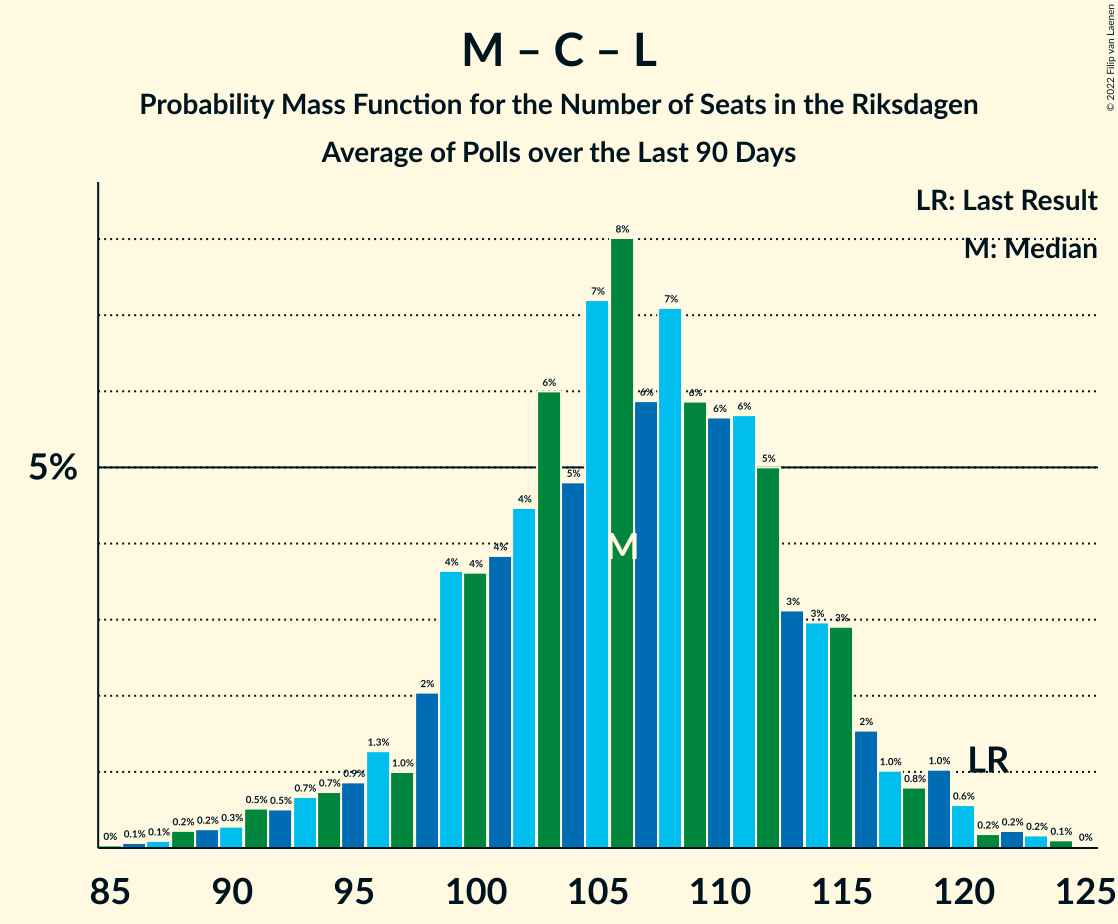 M – C – L
Probability Mass Function for the Number of Seats in the Riksdagen
Average of Polls over the Last 90 Days
© 2022 Filip van Laenen
LR: Last Result
M: Median
5%
0% 0.1% 0.1% 0.2% 0.2% 0.3% 0.5% 0.5% 0.7% 0.7% 0.9% 1.3% 1.0% 2% 4% 4% 4% 4% 6% 5% 7% 8% 6% 7% 6% 6% 6% 5% 3% 3% 3% 2% 1.0% 0.8% 1.0% 0.6% 0.2% 0.2% 0.2% 0.1% 0%
M
LR
85 90 95 100 105 110 115 120 125